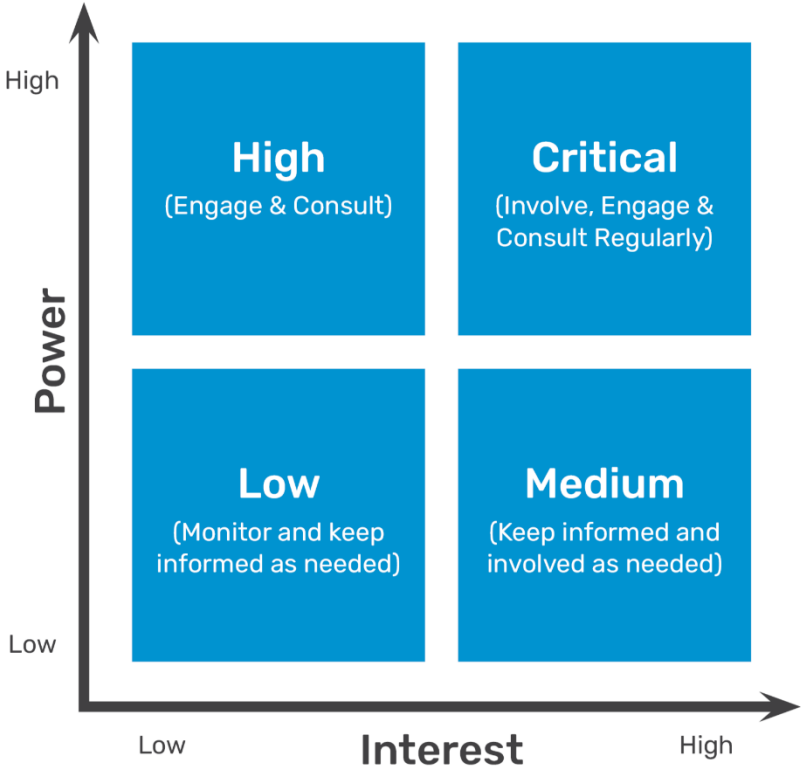 High
High
(Engage & Consult)
Critical
(Involve, Engage &
Consult Regularly)
Power
Low
(Monitor and keep
informed as needed)
Medium
(Keep informed and
involved as needed)
Low
Low
Interest
High